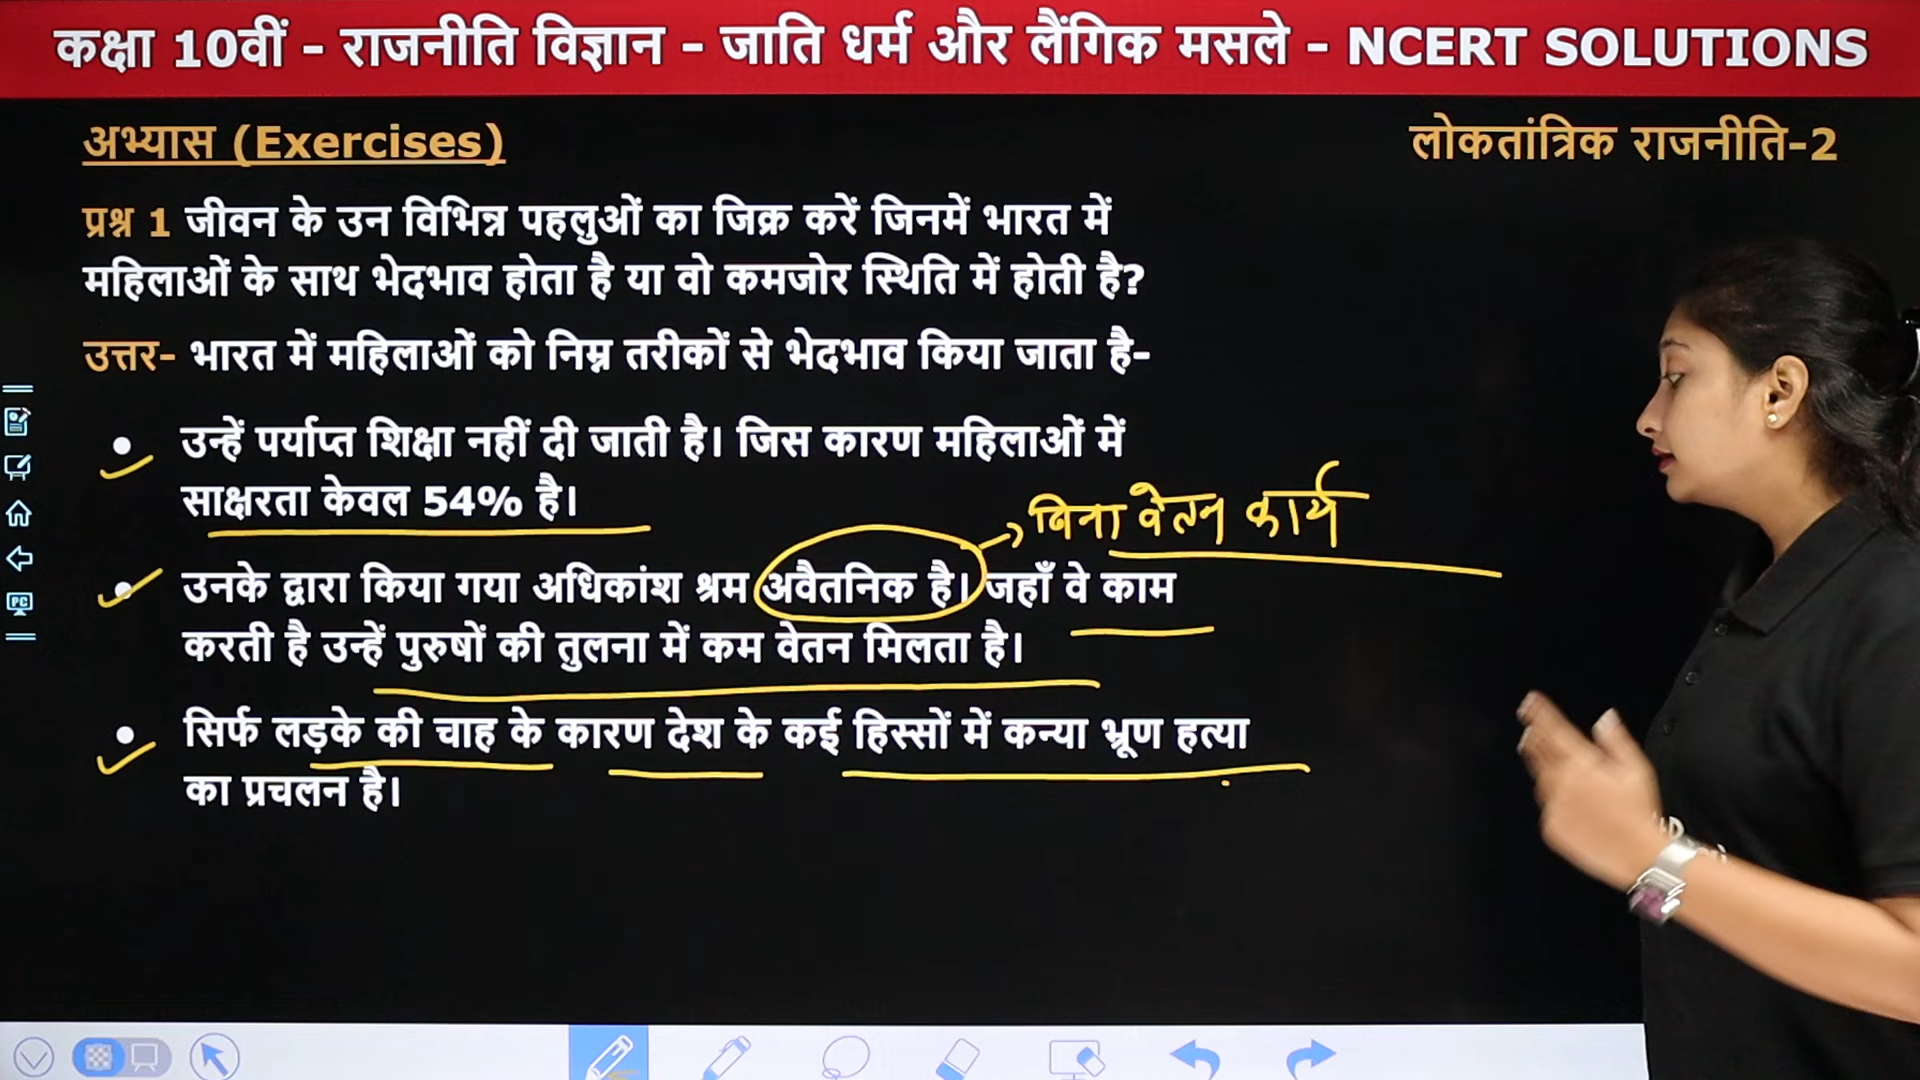 कक्षा 10वीं - राजनीति विज्ञान - जाति धर्म और लैंगिक मसले - NCERT SOLUTIONS
अभ्यास (Exercises)
लोकतांत्रिक राजनीति-2
प्रश्न 1 जीवन के उन विभिन्न पहलुओं का जिक्र करें जिनमें भारत में
महिलाओं के साथ भेदभाव होता है या वो कमजोर स्थिति में होती है?
उत्तर- भारत में महिलाओं को निम्न तरीकों से भेदभाव किया जाता है-
• उन्हें पर्याप्त शिक्षा नहीं दी जाती है। जिस कारण महिलाओं में
साक्षरता केवल 54% है।
बिना वेतन कार्य
• उनके द्वारा किया गया अधिकांश श्रम अवैतनिक है। जहाँ वे काम
करती है उन्हें पुरुषों की तुलना में कम वेतन मिलता है।
• सिर्फ लड़के की चाह के कारण देश के कई हिस्सों में कन्या भ्रूण हत्या
का प्रचलन है।
PC